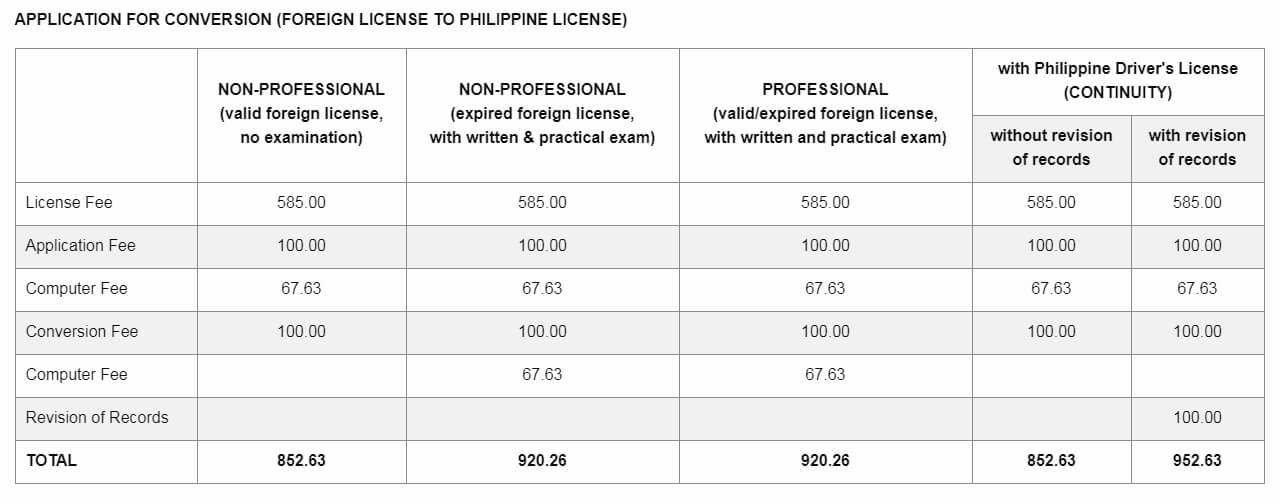 APPLICATION FOR CONVERSION (FOREIGN LICENSE TO PHILIPPINE LICENSE)
NON-PROFESSIONAL
(valid foreign license,
no examination)
NON-PROFESSIONAL
(expired foreign license,
with written & practical exam)
PROFESSIONAL
(valid/expired foreign license,
with written and practical exam)
with Philippine Driver's License
(CONTINUITY)
without revision
of records
with revision
of records
License Fee 585.00 585.00 585.00 585.00 585.00
Application Fee 100.00 100.00 100.00 100.00 100.00
Computer Fee 67.63 67.63 67.63 67.63 67.63
Conversion Fee 100.00 100.00 100.00 100.00 100.00
Computer Fee 67.63 67.63
Revision of Records 100.00
TOTAL 852.63 920.26 920.26 852.63 952.63